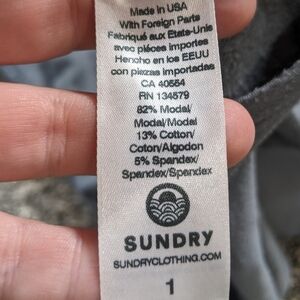 Made in USA
With Foreign Parts
Fabriqué aux Etats-Unis
avec pièces importes
Hencho en los EEUU
con piezas importadas
CA 40554
RN 134579
82% Modal/
Modal/Modal
13% Cotton/
Coton/Algodon
5% Spandex/
Spandex/Spandex
SUNDRY
SUNDRYCLOTHING.COM
1